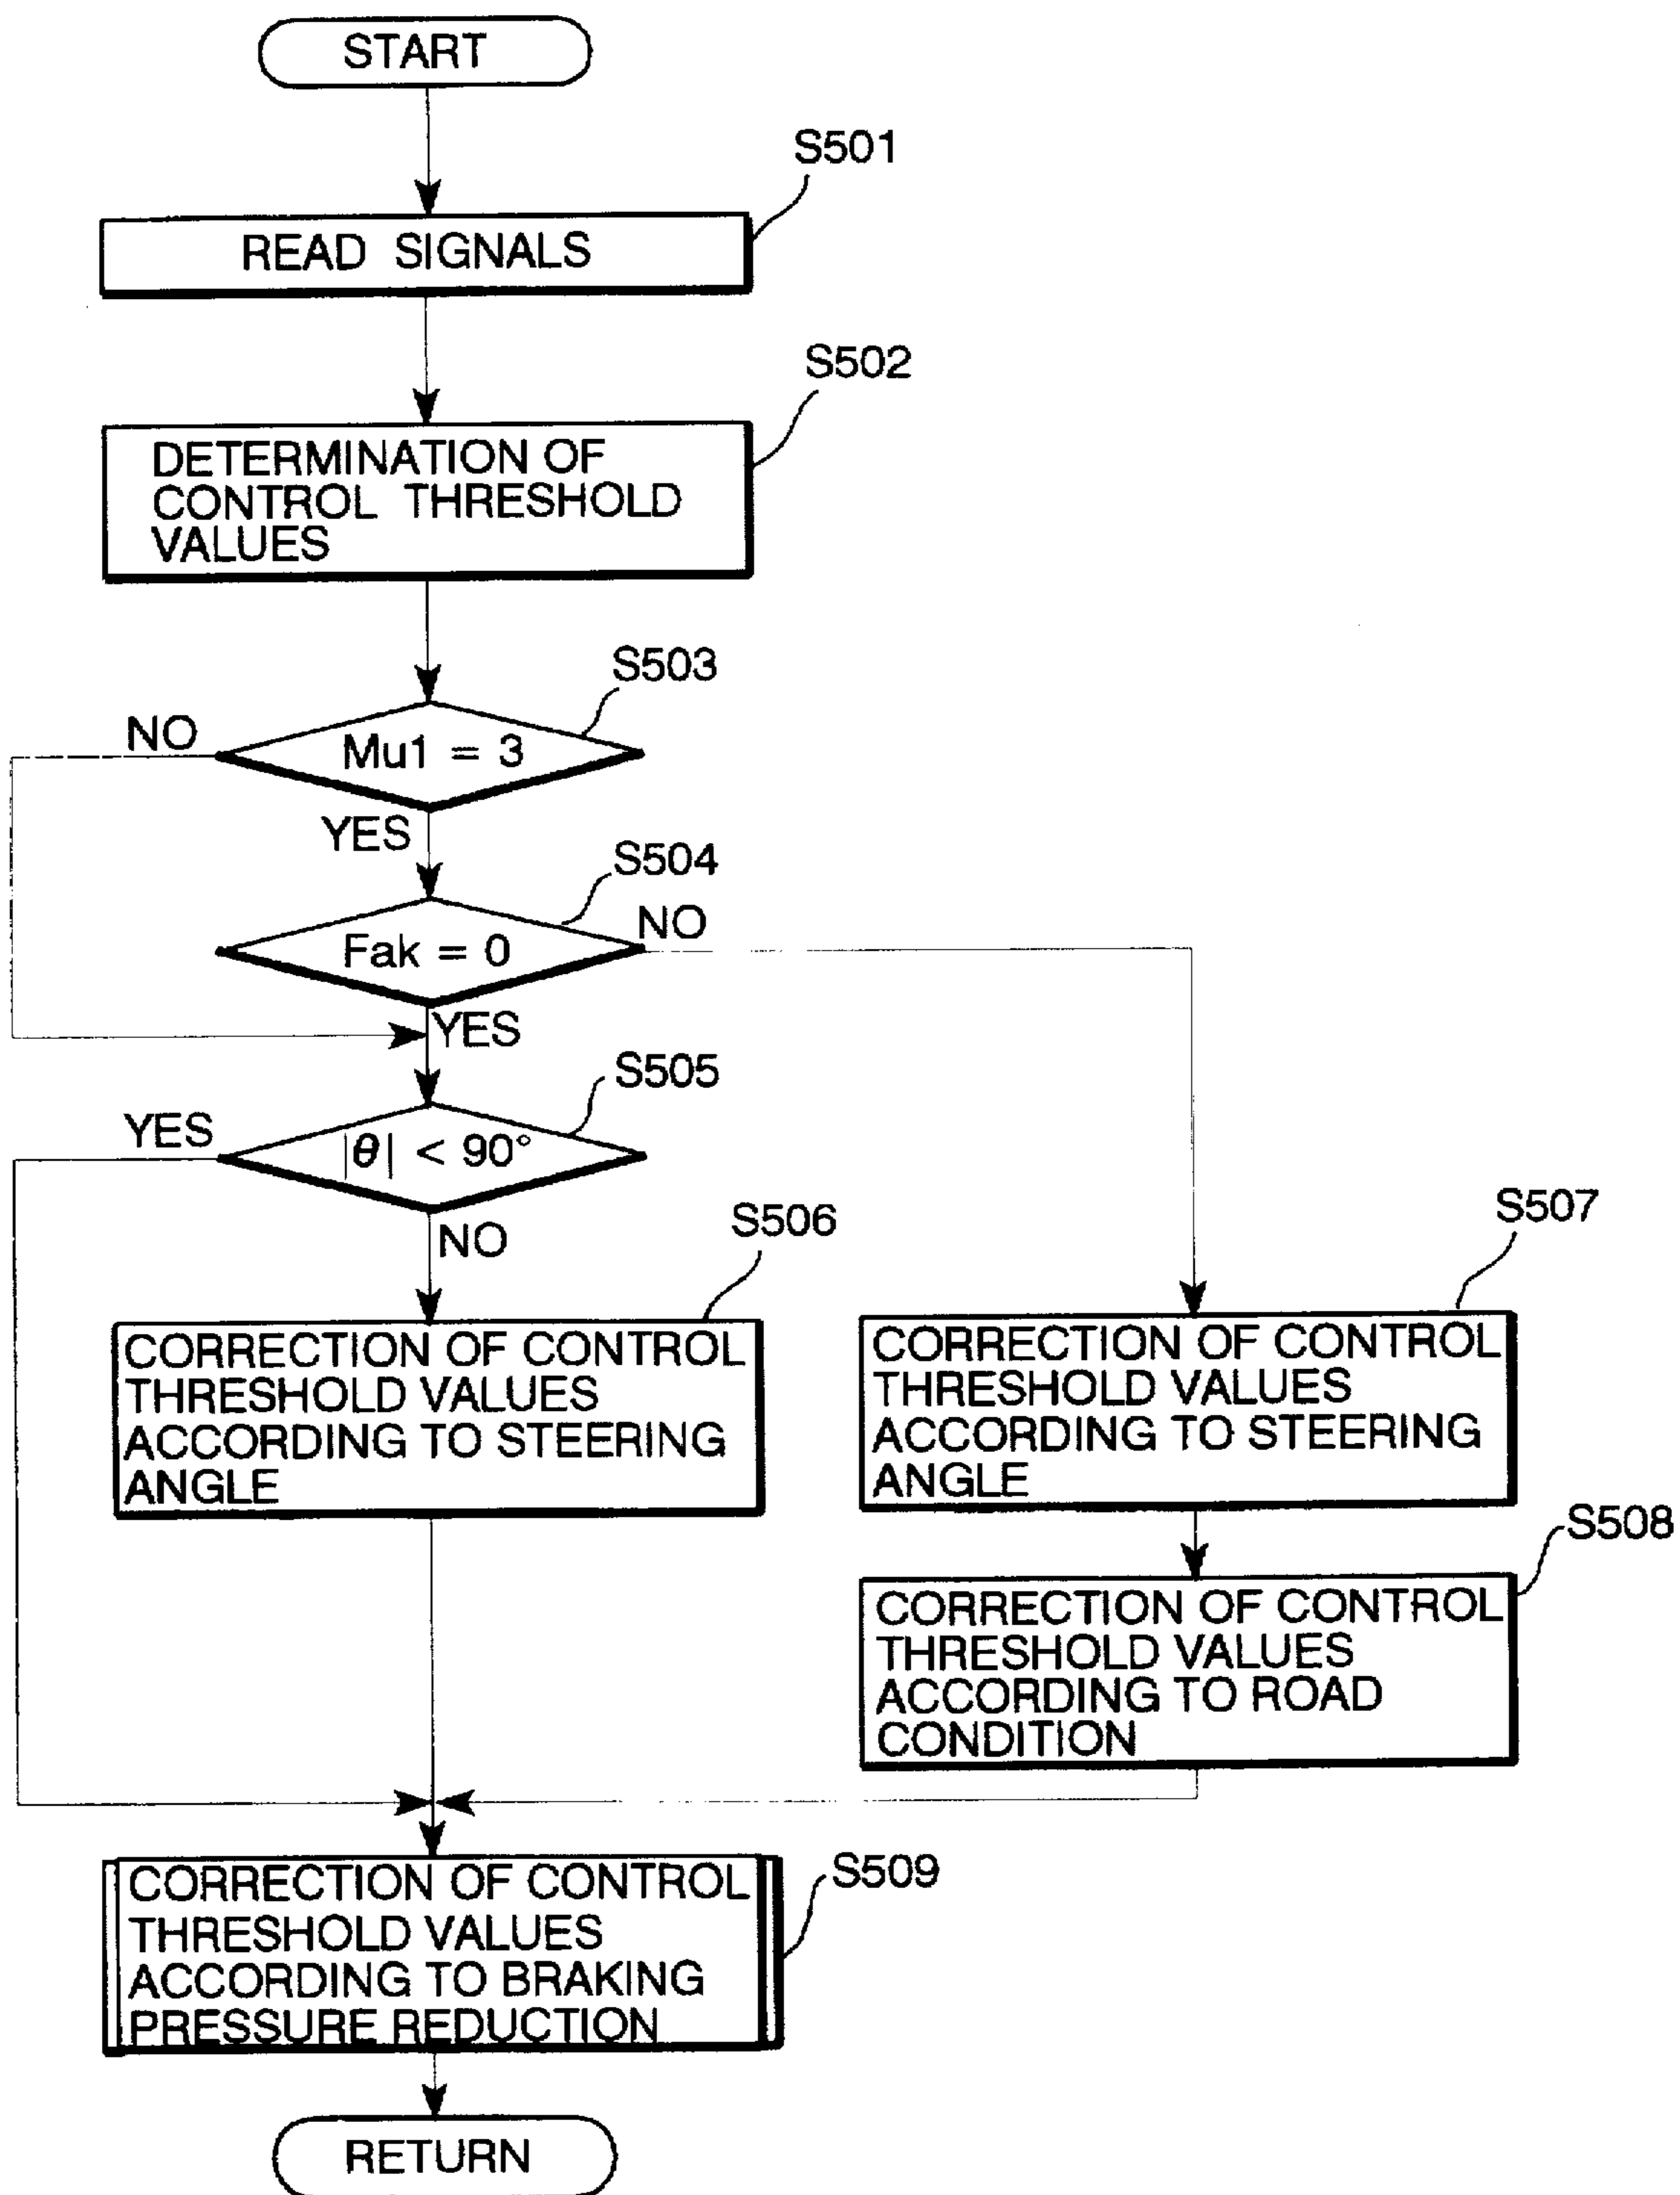 START
S501
READ SIGNALS
S502
DETERMINATION OF
CONTROL THRESHOLD
VALUES
S503
NO
Mu1 = 3
YES
S504
NO
Fak = 0
YES
S505
YES
|θ| < 90°
NO
S506
CORRECTION OF CONTROL
THRESHOLD VALUES
ACCORDING TO STEERING
ANGLE
S507
CORRECTION OF CONTROL
THRESHOLD VALUES
ACCORDING TO STEERING
ANGLE
S508
CORRECTION OF CONTROL
THRESHOLD VALUES
ACCORDING TO ROAD
CONDITION
S509
CORRECTION OF CONTROL
THRESHOLD VALUES
ACCORDING TO BRAKING
PRESSURE REDUCTION
RETURN